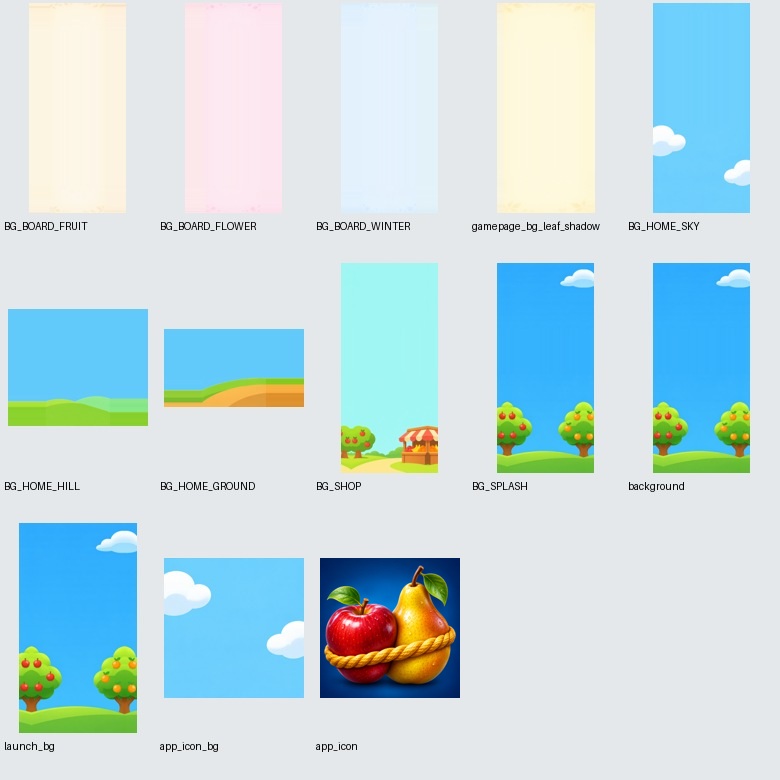 BG_BOARD_FRUIT
BG_BOARD_FLOWER
BG_BOARD_WINTER
gamepage_bg_leaf_shadow
BG_HOME_SKY
BG_HOME_HILL
BG_HOME_GROUND
BG_SHOP
BG_SPLASH
background
launch_bg
app_icon_bg
app_icon